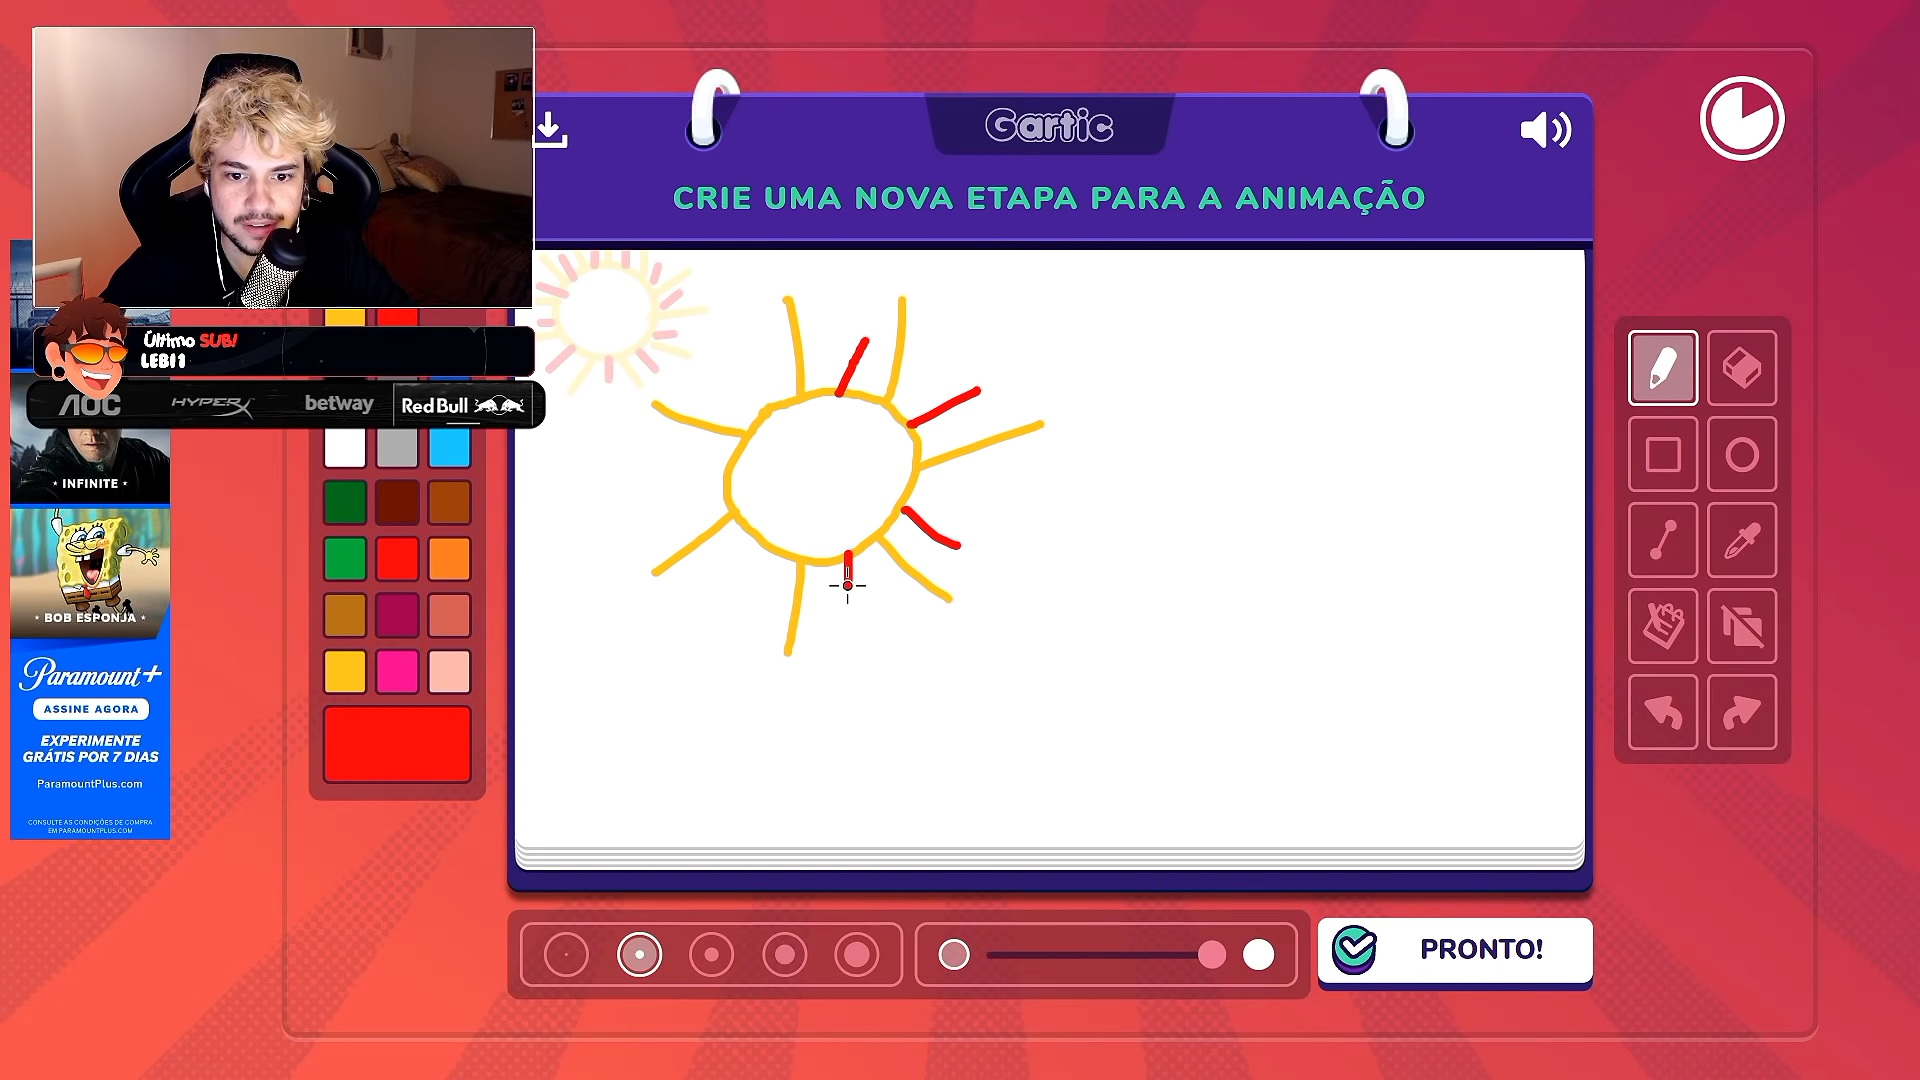 Gartic
CRIE UMA NOVA ETAPA PARA A ANIMAÇÃO
Último SUB!
LEBI1
AOC HYPERX betway Red Bull
• INFINITE •
• BOB ESPONJA •
Paramount+
ASSINE AGORA
EXPERIMENTE
GRÁTIS POR 7 DIAS
ParamountPlus.com
CONSULTE AS CONDIÇÕES DE COMPRA
EM PARAMOUNTPLUS.COM
PRONTO!